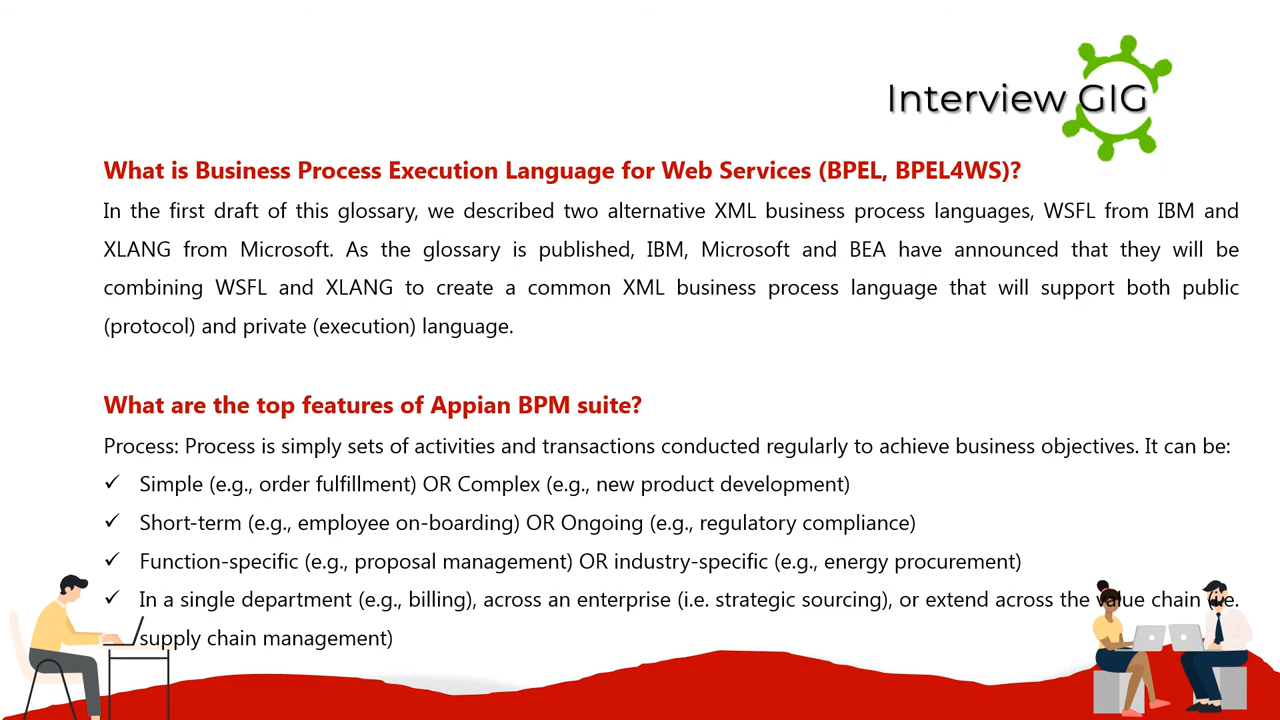 Interview GIG
What is Business Process Execution Language for Web Services (BPEL, BPEL4WS)?
In the first draft of this glossary, we described two alternative XML business process languages, WSFL from IBM and
XLANG from Microsoft. As the glossary is published, IBM, Microsoft and BEA have announced that they will be
combining WSFL and XLANG to create a common XML business process language that will support both public
(protocol) and private (execution) language.
What are the top features of Appian BPM suite?
Process: Process is simply sets of activities and transactions conducted regularly to achieve business objectives. It can be:
✓ Simple (e.g., order fulfillment) OR Complex (e.g., new product development)
✓ Short-term (e.g., employee on-boarding) OR Ongoing (e.g., regulatory compliance)
✓ Function-specific (e.g., proposal management) OR industry-specific (e.g., energy procurement)
✓ In a single department (e.g., billing), across an enterprise (i.e. strategic sourcing), or extend across the value chain (i.e.
supply chain management)